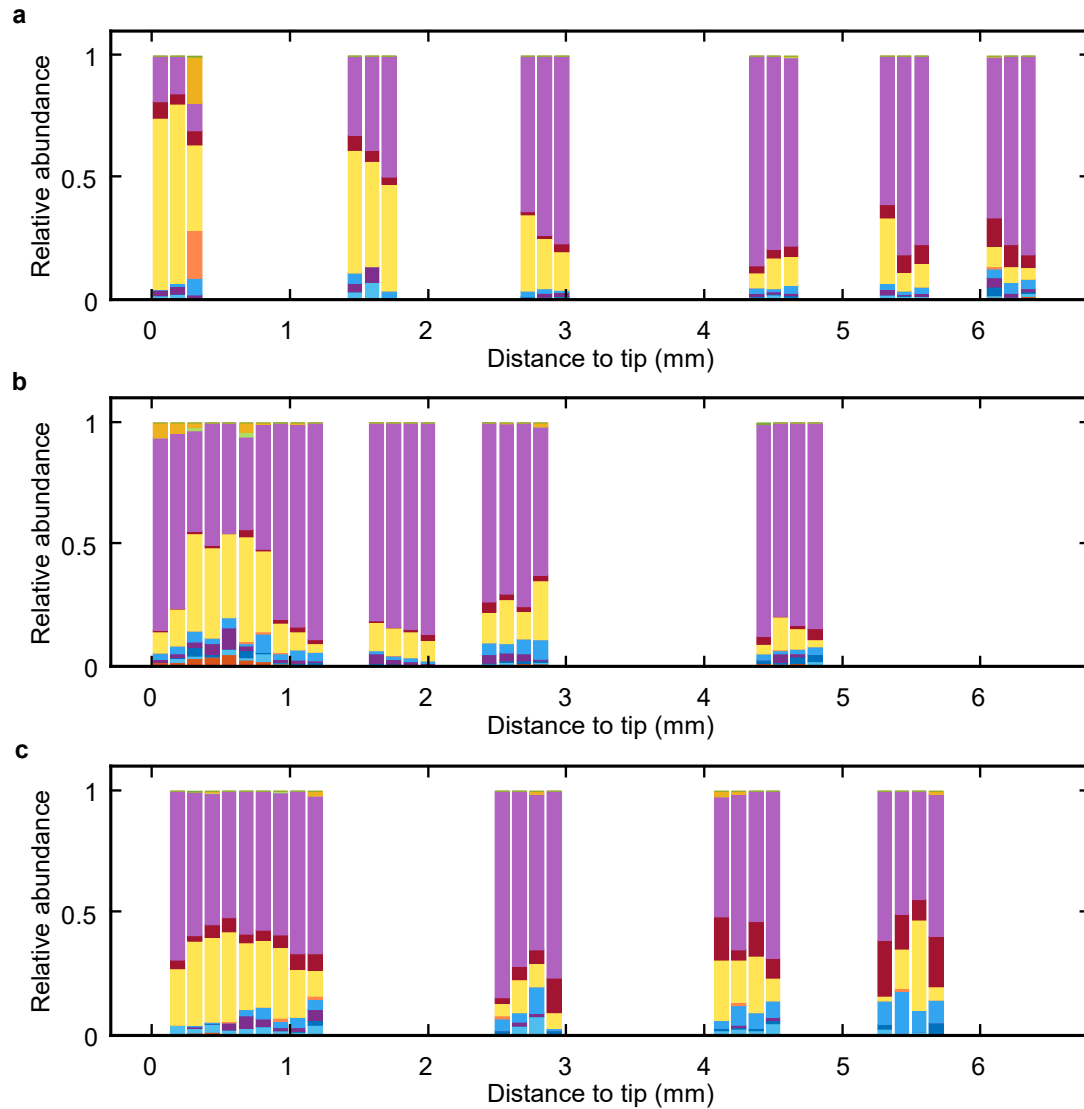 a
1
0.5
0
Relative abundance
0 1 2 3 4 5 6
Distance to tip (mm)
b
1
0.5
0
Relative abundance
0 1 2 3 4 5 6
Distance to tip (mm)
c
1
0.5
0
Relative abundance
0 1 2 3 4 5 6
Distance to tip (mm)